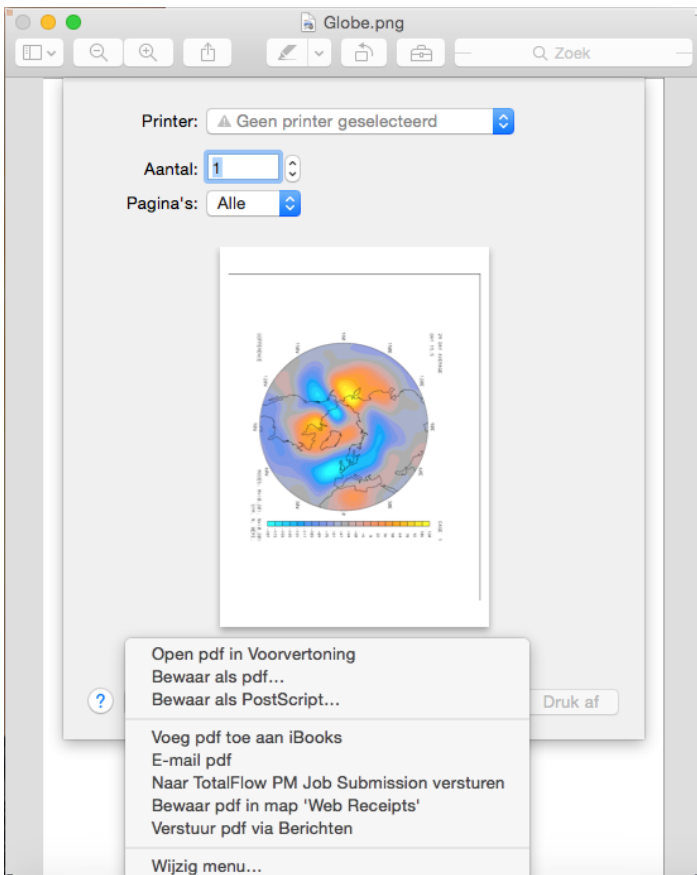 Globe.png
Zoek
Printer: Geen printer geselecteerd
Aantal: 1
Pagina's: Alle
? Druk af
Open pdf in Voorvertoning
Bewaar als pdf...
Bewaar als PostScript...
Voeg pdf toe aan iBooks
E-mail pdf
Naar TotalFlow PM Job Submission versturen
Bewaar pdf in map 'Web Receipts'
Verstuur pdf via Berichten
Wijzig menu...